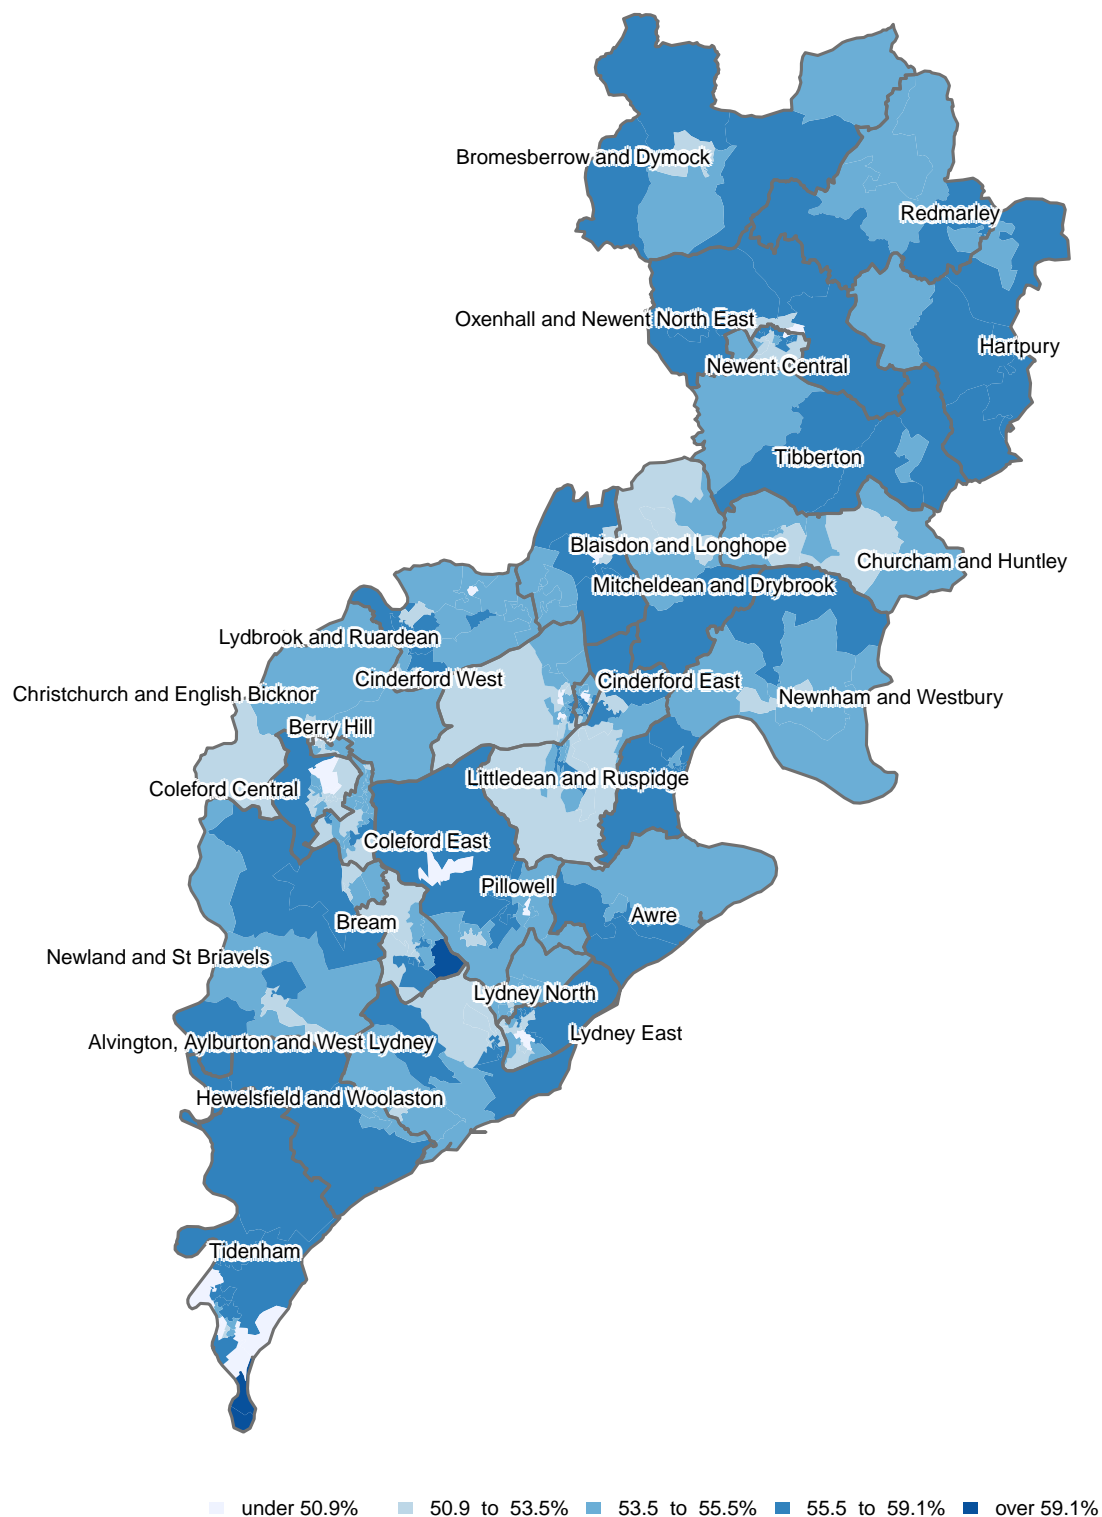 Bromesberrow and Dymock
Redmarley
Oxenhall and Newent North East
Hartpury
Newent Central
Tibberton
Blaisdon and Longhope
Churcham and Huntley
Mitcheldean and Drybrook
Lydbrook and Ruardean
Cinderford West
Cinderford East
Christchurch and English Bicknor
Newnham and Westbury
Berry Hill
Littledean and Ruspidge
Coleford Central
Coleford East
Pillowell
Awre
Bream
Newland and St Briavels
Lydney North
Lydney East
Alvington, Aylburton and West Lydney
Hewelsfield and Woolaston
Tidenham
under 50.9% 50.9 to 53.5% 53.5 to 55.5% 55.5 to 59.1% over 59.1%